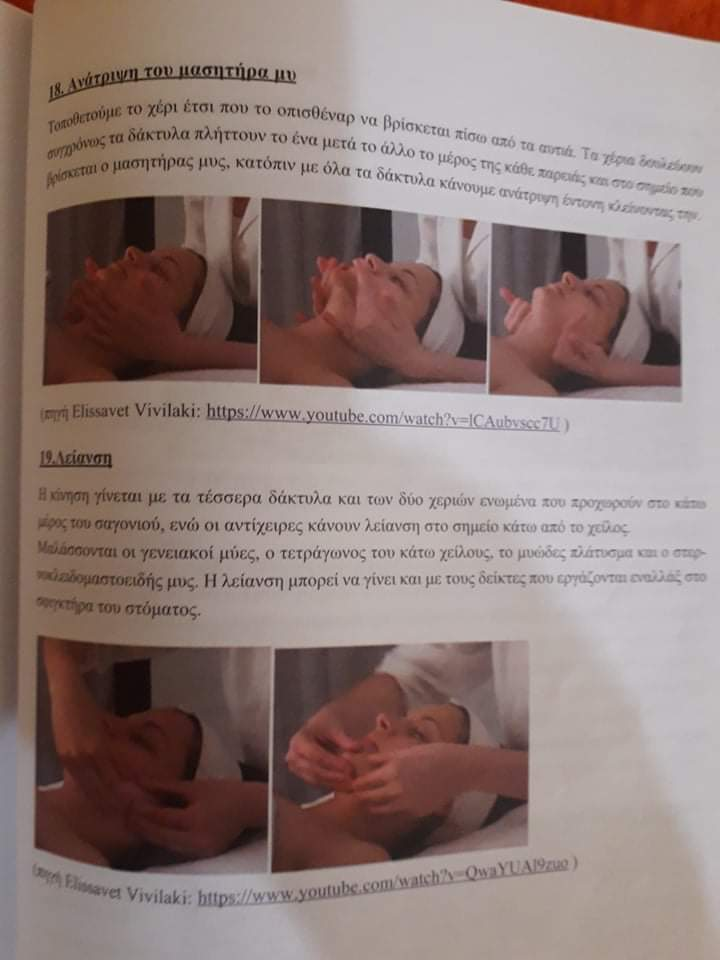 18. Ανάτριψη του μασητήρα μυ
Τοποθετούμε το χέρι έτσι που το οπισθέναρ να βρίσκεται πίσω από τα αυτιά. Τα χέρια δουλεύουν
συγχρόνως τα δάκτυλα πλήττουν το ένα μετά το άλλο το μέρος της κάθε παρειάς και στο σημείο που
βρίσκεται ο μασητήρας μυς, κατόπιν με όλα τα δάκτυλα κάνουμε ανάτριψη έντονη κλείνοντας την.
(πηγή Elissavet Vivilaki: https://www.youtube.com/watch?v=lCAubvscc7U )
19.Λείανση
Η κίνηση γίνεται με τα τέσσερα δάκτυλα και των δύο χεριών ενωμένα που προχωρούν στο κάτω
μέρος του σαγονιού, ενώ οι αντίχειρες κάνουν λείανση στο σημείο κάτω από το χείλος.
Μαλάσσονται οι γενειακοί μύες, ο τετράγωνος του κάτω χείλους, το μυώδες πλάτυσμα και ο στερ-
νοκλειδομαστοειδής μυς. Η λείανση μπορεί να γίνει και με τους δείκτες που εργάζονται εναλλάξ στο
σφιγκτήρα του στόματος.
(πηγή Elissavet Vivilaki: https://www.youtube.com/watch?v=QwaYUAl9zuo )